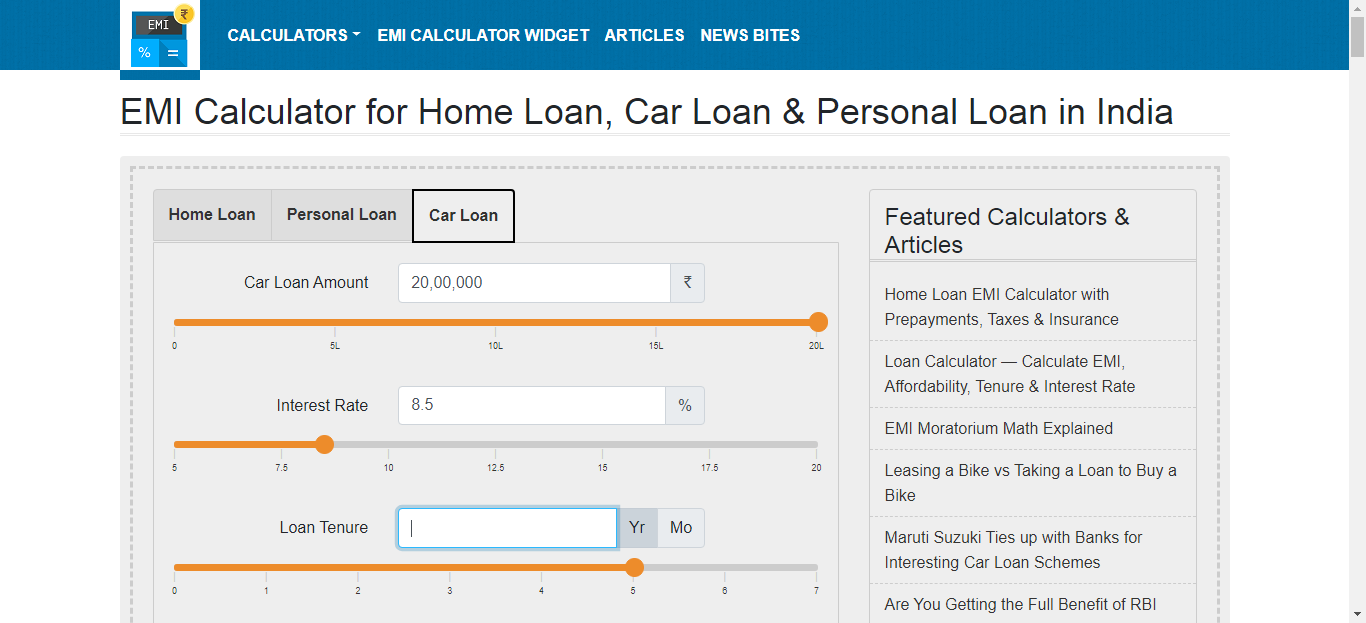 EMI
₹
%
=
CALCULATORS
EMI CALCULATOR WIDGET
ARTICLES
NEWS BITES
EMI Calculator for Home Loan, Car Loan & Personal Loan in India
Home Loan
Personal Loan
Car Loan
Car Loan Amount
20,00,000
₹
0
5L
10L
15L
20L
Interest Rate
8.5
%
5
7.5
10
12.5
15
17.5
20
Loan Tenure
Yr
Mo
0
1
2
3
4
5
6
7
Featured Calculators &
Articles
Home Loan EMI Calculator with
Prepayments, Taxes & Insurance
Loan Calculator — Calculate EMI,
Affordability, Tenure & Interest Rate
EMI Moratorium Math Explained
Leasing a Bike vs Taking a Loan to Buy a
Bike
Maruti Suzuki Ties up with Banks for
Interesting Car Loan Schemes
Are You Getting the Full Benefit of RBI